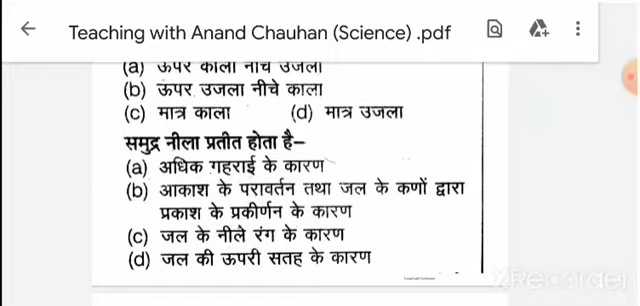 Teaching with Anand Chauhan (Science) .pdf
(a) ऊपर काला नीचे उजला
(b) ऊपर उजला नीचे काला
(c) मात्र काला (d) मात्र उजला
समुद्र नीला प्रतीत होता है–
(a) अधिक गहराई के कारण
(b) आकाश के परावर्तन तथा जल के कणों द्वारा
प्रकाश के प्रकीर्णन के कारण
(c) जल के नीले रंग के कारण
(d) जल की ऊपरी सतह के कारण
XRecorder